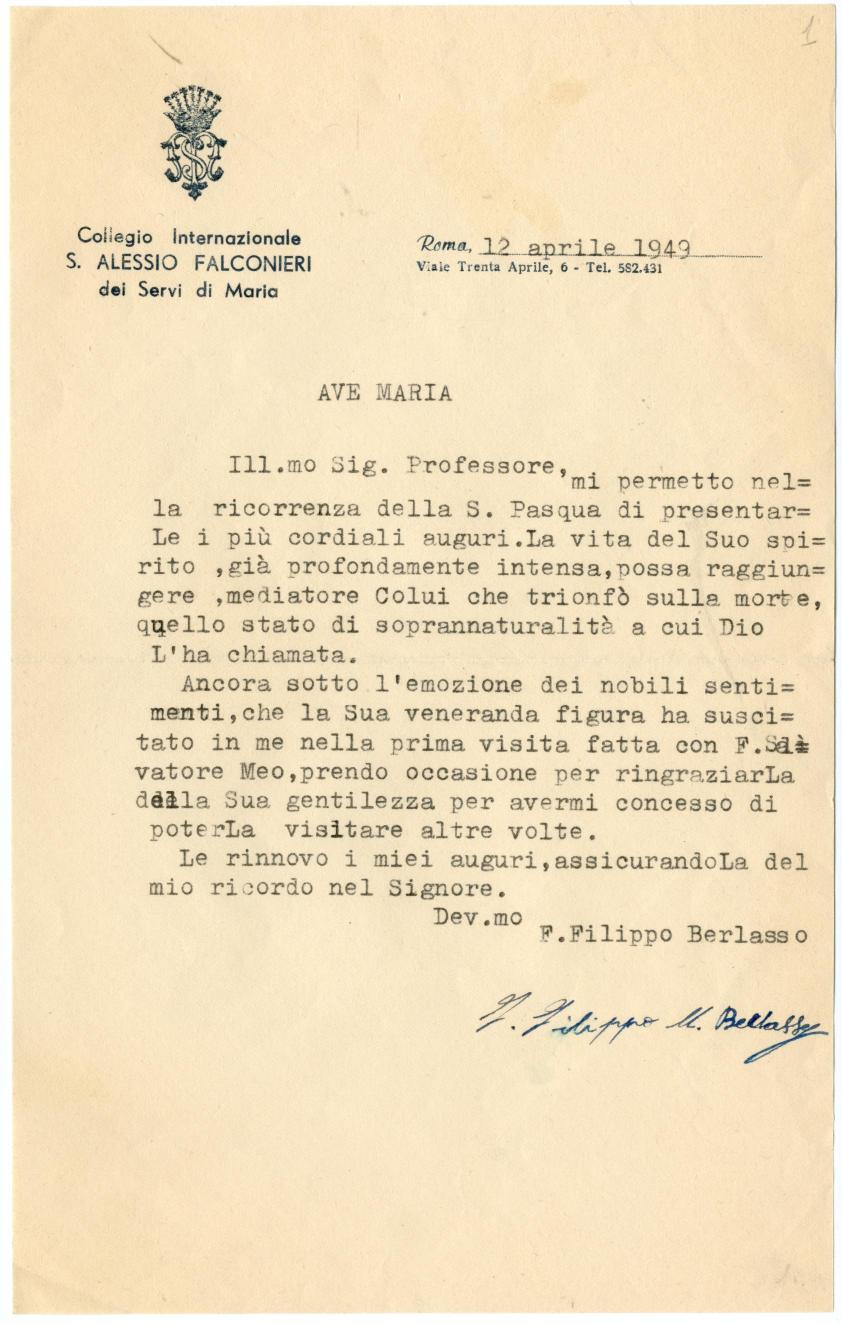 1
Collegio Internazionale
S. ALESSIO FALCONIERI
dei Servi di Maria
Roma, 12 aprile 1949
Viale Trenta Aprile, 6 - Tel. 582.431
AVE MARIA
Ill.mo Sig. Professore, mi permetto nel=
la ricorrenza della S. Pasqua di presentar=
Le i più cordiali auguri.La vita del Suo spi=
rito ,già profondamente intensa,possa raggiun=
gere ,mediatore Colui che trionfò sulla morte,
quello stato di soprannaturalità a cui Dio
L'ha chiamata.
Ancora sotto l'emozione dei nobili senti=
menti,che la Sua veneranda figura ha susci=
tato in me nella prima visita fatta con F.Sal=
vatore Meo,prendo occasione per ringraziarLa
della Sua gentilezza per avermi concesso di
poterLa visitare altre volte.
Le rinnovo i miei auguri,assicurandoLa del
mio ricordo nel Signore.
Dev.mo
F.Filippo Berlasso
F. Filippo M. Berlasso